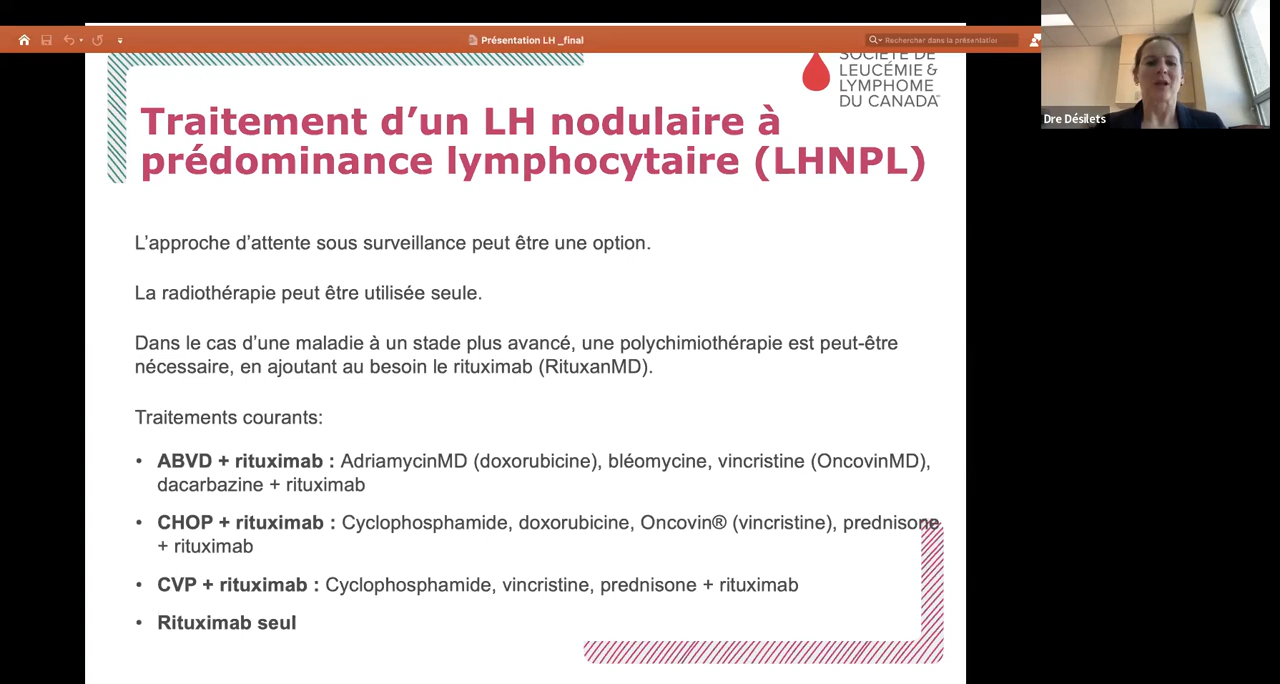 Présentation LH _final
Rechercher dans la présentation
SOCIÉTÉ DE
LEUCÉMIE &
LYMPHOME
DU CANADA
Dre Désilets
Traitement d’un LH nodulaire à
prédominance lymphocytaire (LHNPL)
L’approche d’attente sous surveillance peut être une option.
La radiothérapie peut être utilisée seule.
Dans le cas d’une maladie à un stade plus avancé, une polychimiothérapie est peut-être
nécessaire, en ajoutant au besoin le rituximab (RituxanMD).
Traitements courants:
• ABVD + rituximab : AdriamycinMD (doxorubicine), bléomycine, vincristine (OncovinMD),
dacarbazine + rituximab
• CHOP + rituximab : Cyclophosphamide, doxorubicine, Oncovin® (vincristine), prednisone
+ rituximab
• CVP + rituximab : Cyclophosphamide, vincristine, prednisone + rituximab
• Rituximab seul